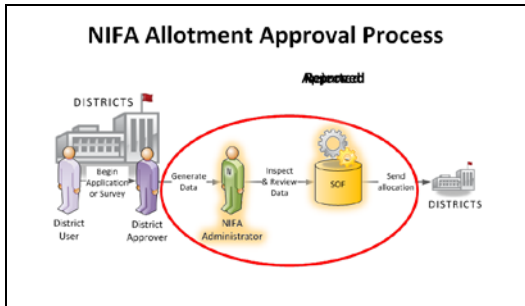 NIFA Allotment Approval Process
DISTRICTS
Begin
Application
or Survey
Generate
Data
N
Inspect
& Review
Data
SOF
Send
allocation
DISTRICTS
District
User
District
Approver
NIFA
Administrator